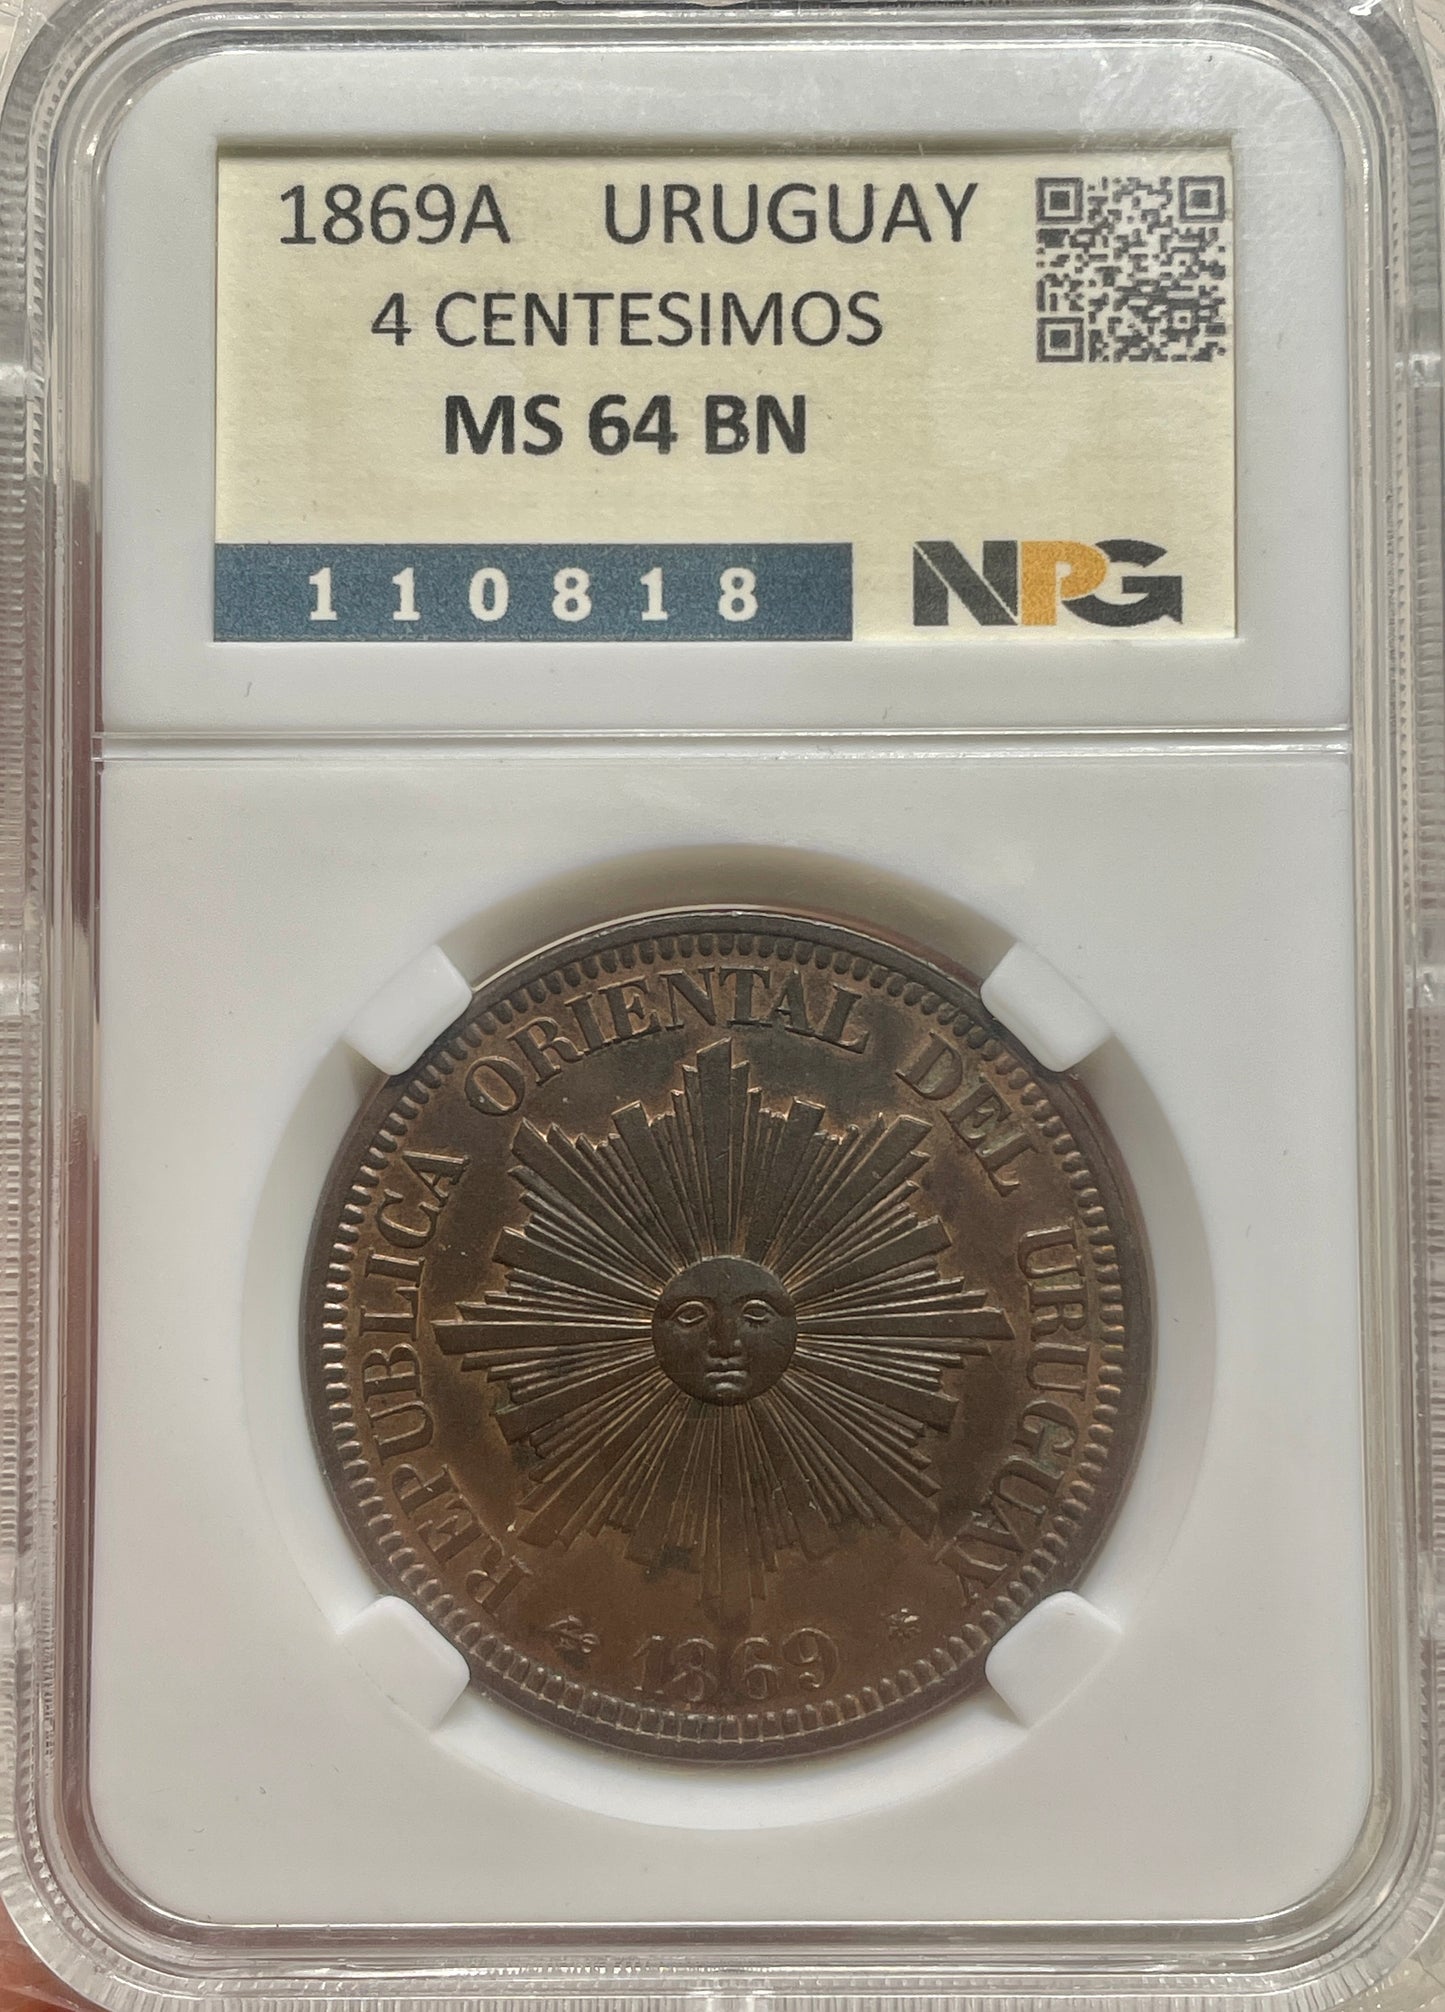 1869A URUGUAY
4 CENTESIMOS
MS 64 BN
110818
NPG
REPUBLICA ORIENTAL DEL URUGUAY
1869